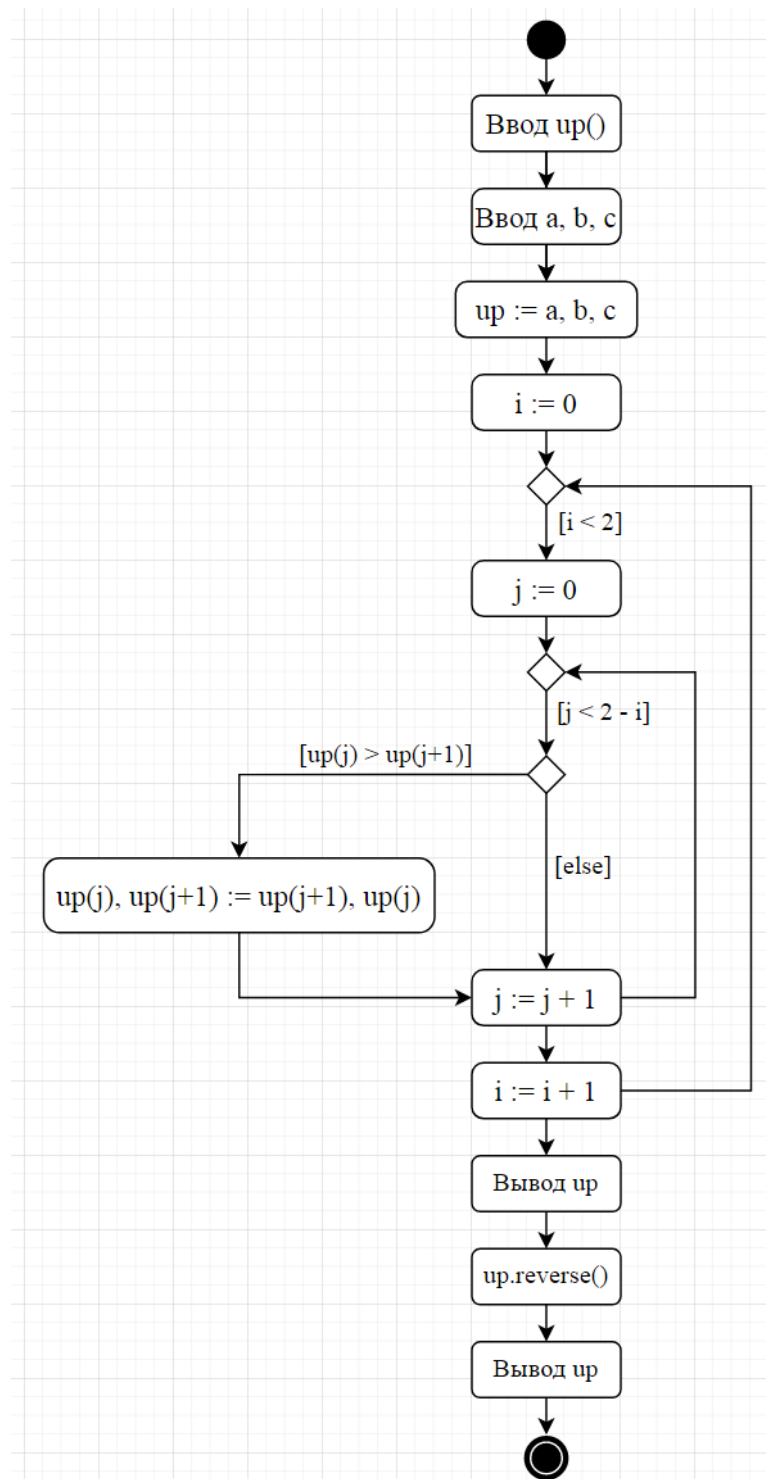 Ввод up()
Ввод a, b, c
up := a, b, c
i := 0
[i < 2]
j := 0
[j < 2 - i]
[up(j) > up(j+1)]
[else]
up(j), up(j+1) := up(j+1), up(j)
j := j + 1
i := i + 1
Вывод up
up.reverse()
Вывод up